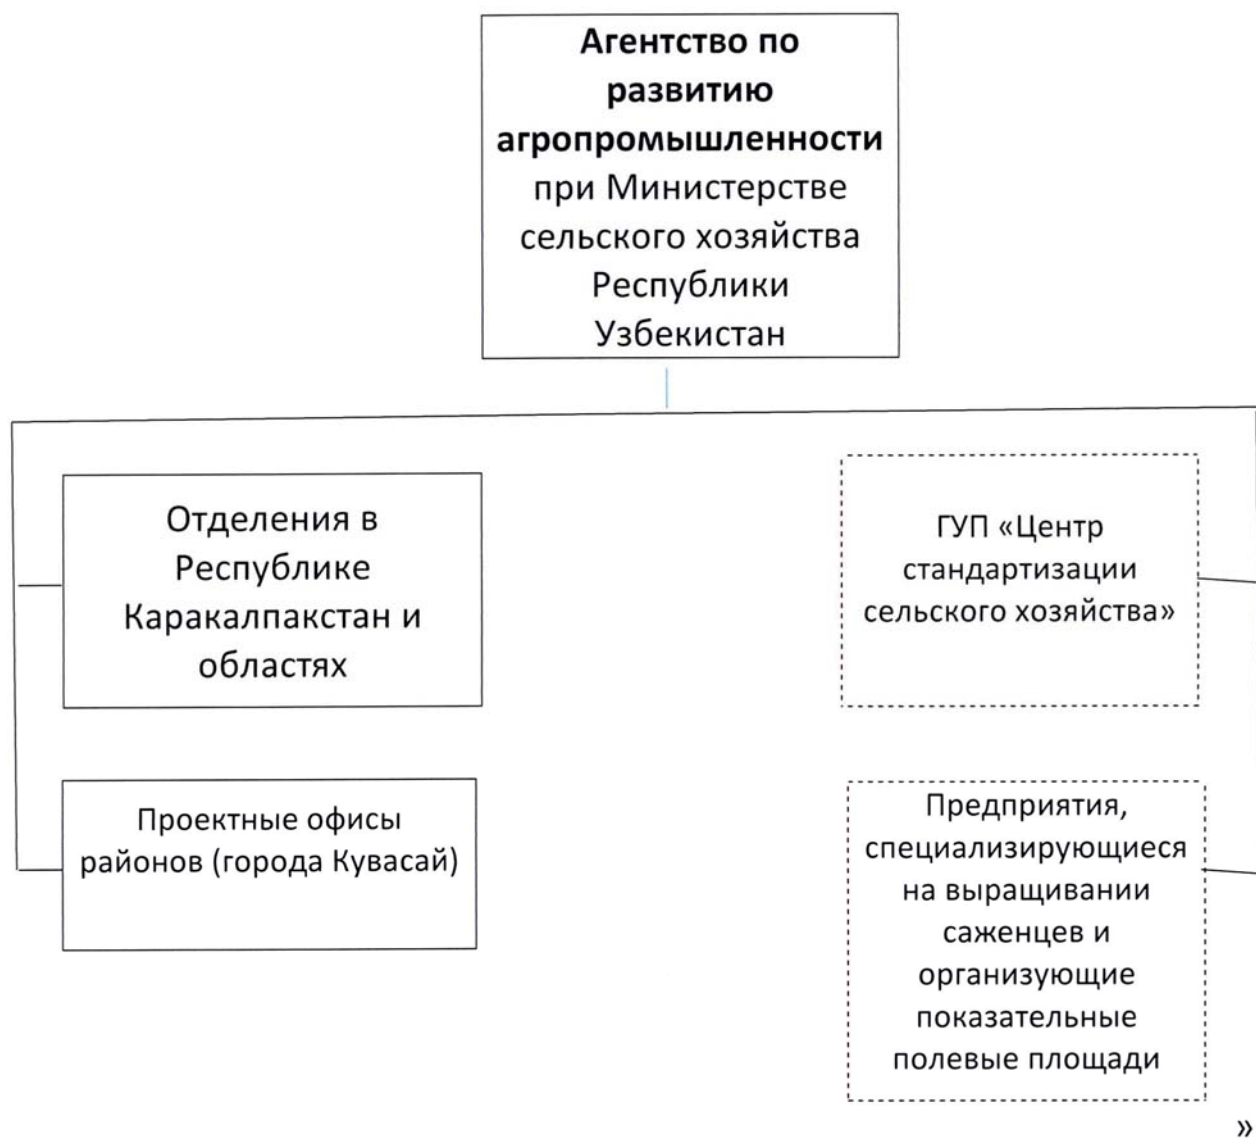 Агентство по
развитию
агропромышленности
при Министерстве
сельского хозяйства
Республики
Узбекистан
Отделения в
Республике
Каракалпакстан и
областях
ГУП «Центр
стандартизации
сельского хозяйства»
Проектные офисы
районов (города Кувасай)
Предприятия,
специализирующиеся
на выращивании
саженцев и
организующие
показательные
полевые площади
»